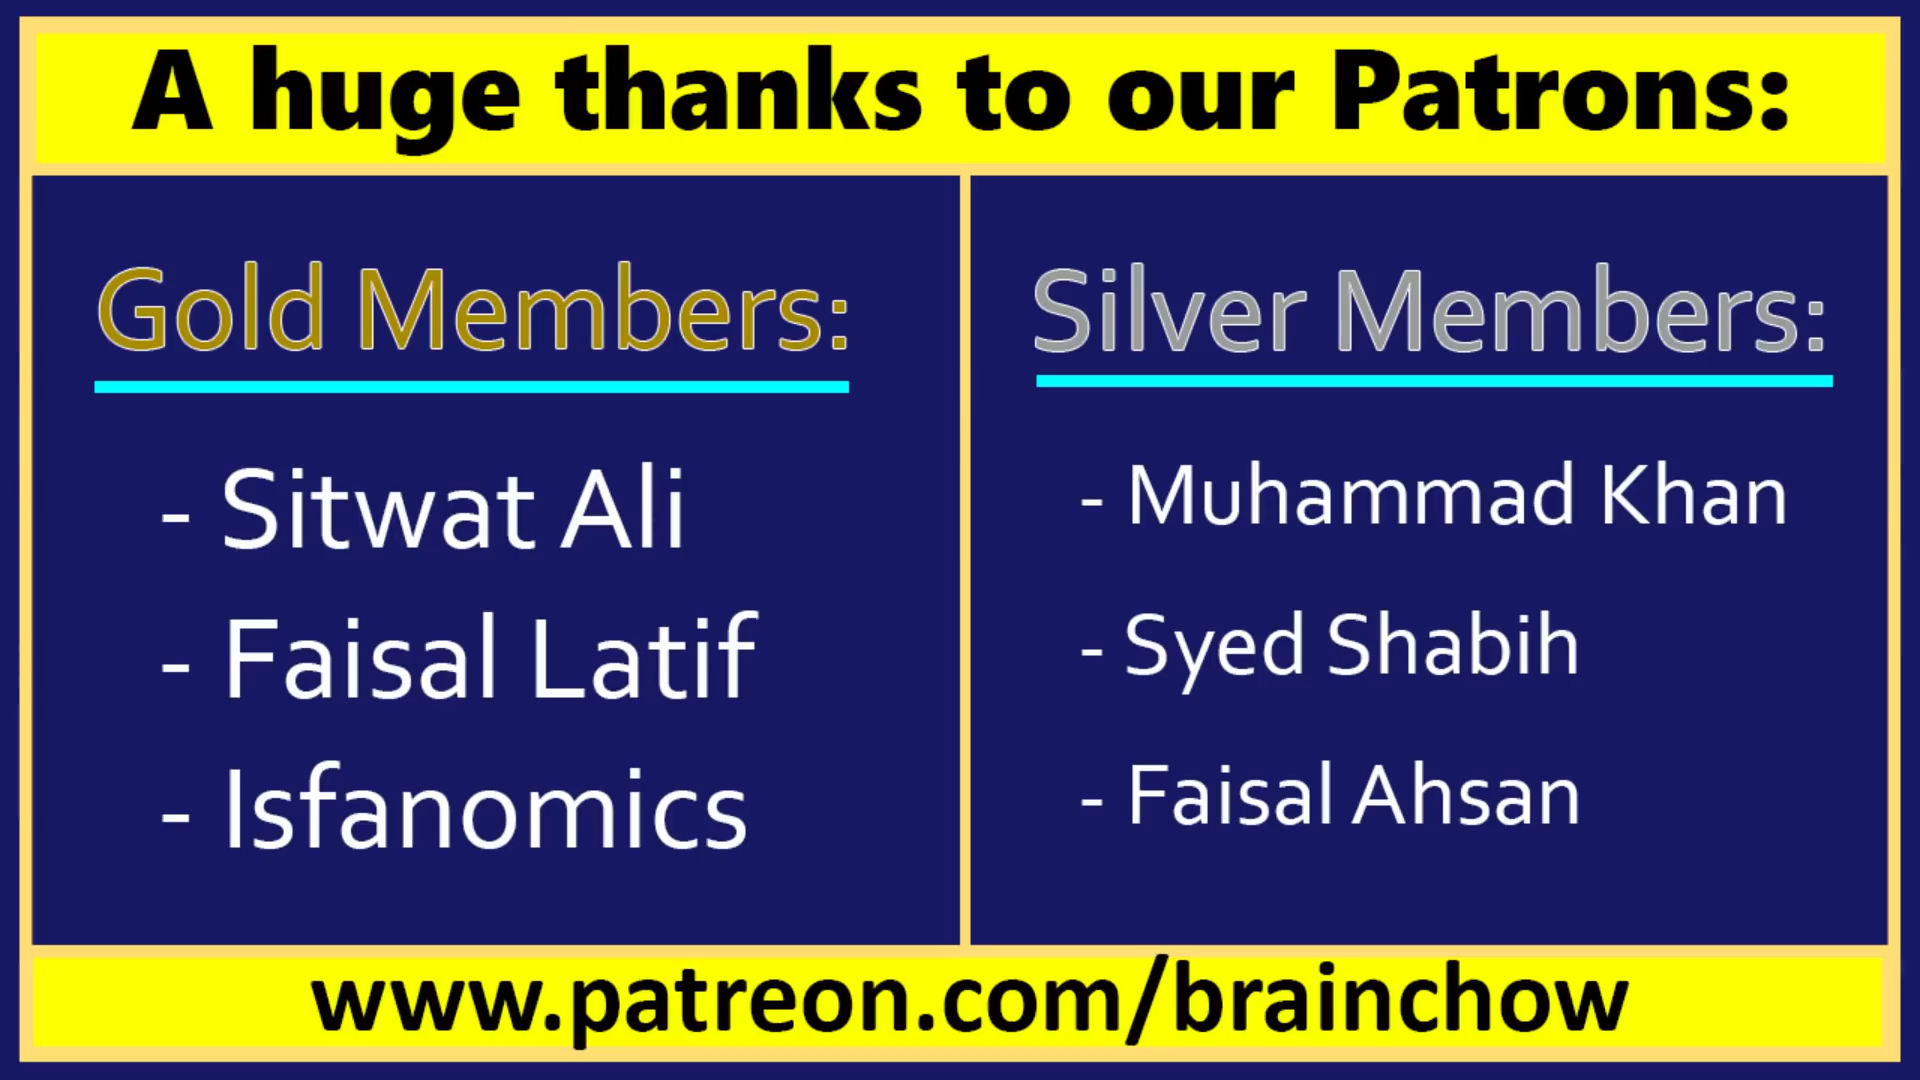 A huge thanks to our Patrons:
Gold Members:
- Sitwat Ali
- Faisal Latif
- Isfanomics
Silver Members:
- Muhammad Khan
- Syed Shabih
- Faisal Ahsan
www.patreon.com/brainchow